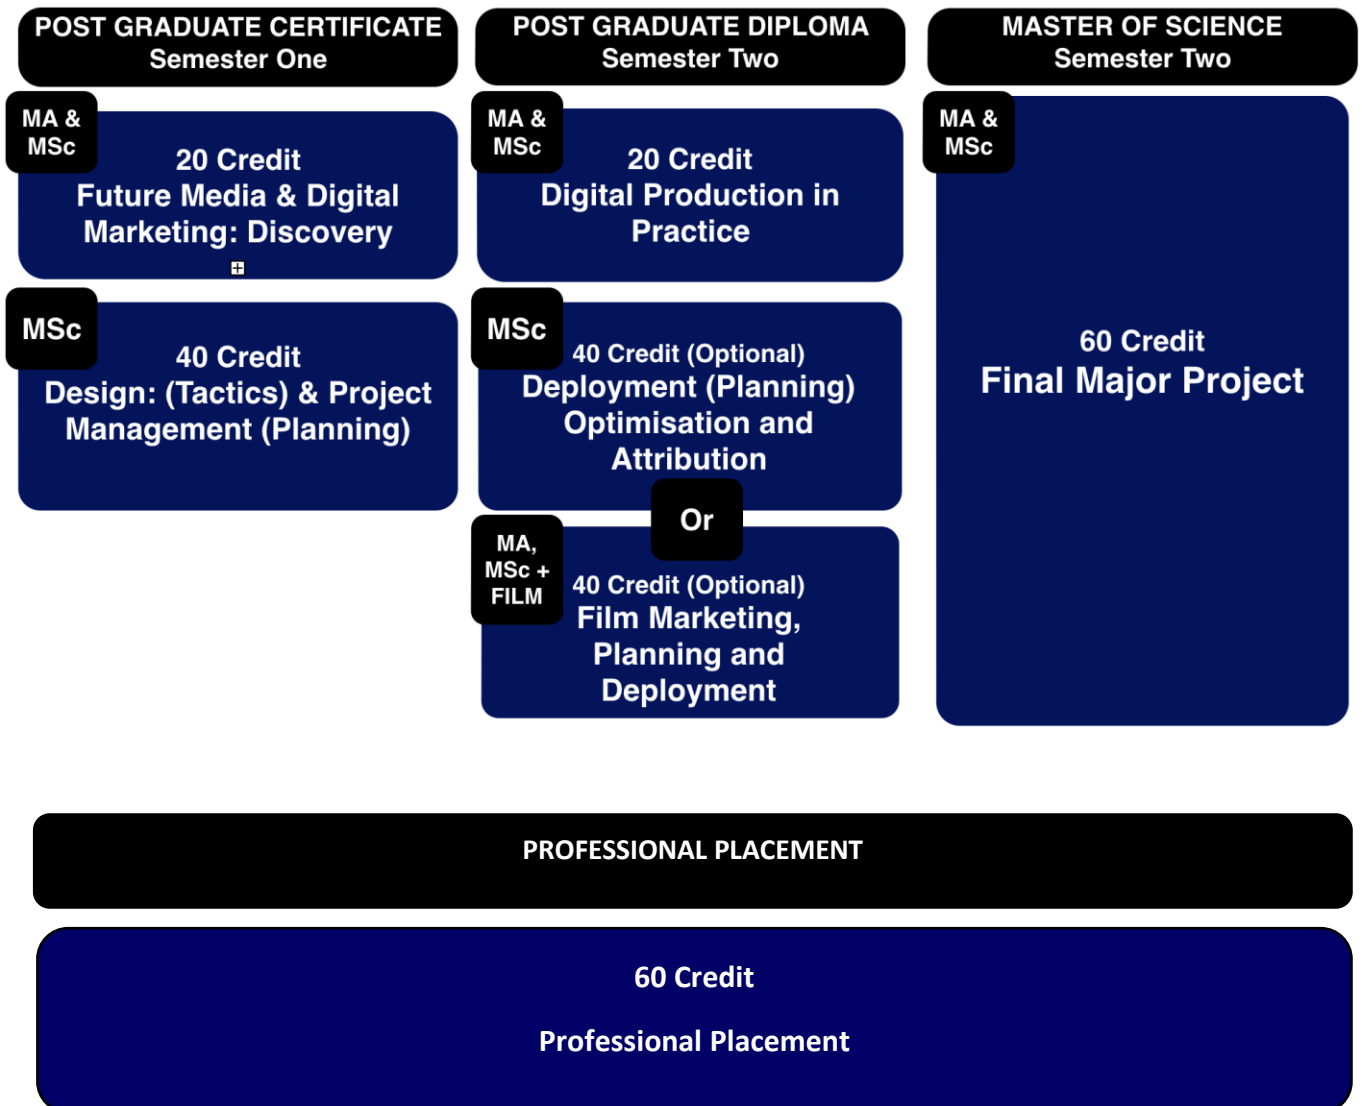 POST GRADUATE CERTIFICATE
Semester One
MA &
MSc
20 Credit
Future Media & Digital
Marketing: Discovery
MSc
40 Credit
Design: (Tactics) & Project
Management (Planning)
POST GRADUATE DIPLOMA
Semester Two
MA &
MSc
20 Credit
Digital Production in
Practice
MSc
40 Credit (Optional)
Deployment (Planning)
Optimisation and
Attribution
Or
MA,
MSc +
FILM
40 Credit (Optional)
Film Marketing,
Planning and
Deployment
MASTER OF SCIENCE
Semester Two
MA &
MSc
60 Credit
Final Major Project
PROFESSIONAL PLACEMENT
60 Credit
Professional Placement